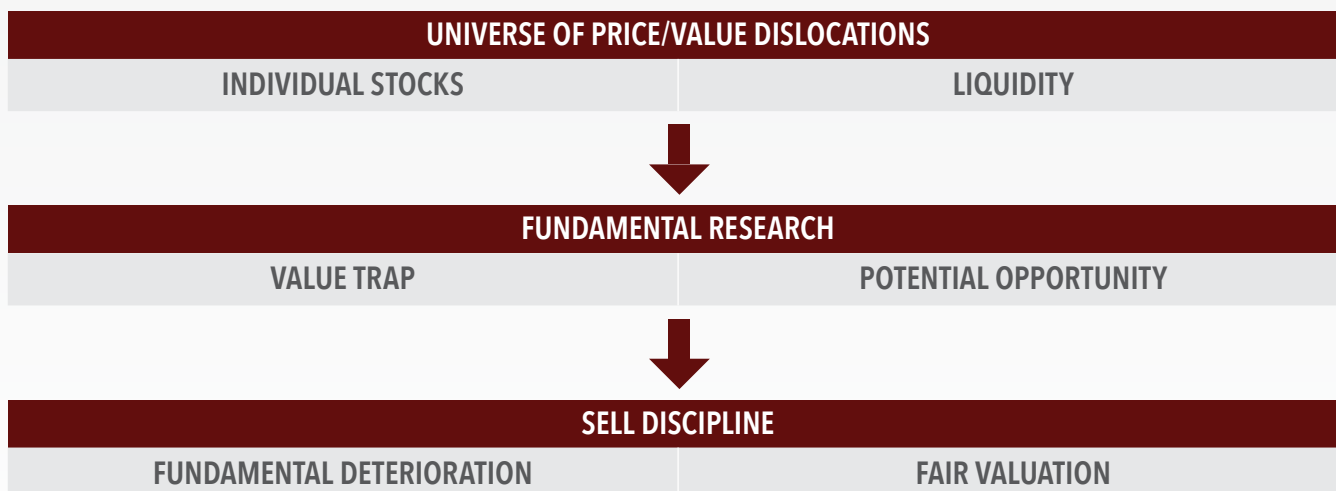 UNIVERSE OF PRICE/VALUE DISLOCATIONS
INDIVIDUAL STOCKS
LIQUIDITY
FUNDAMENTAL RESEARCH
VALUE TRAP
POTENTIAL OPPORTUNITY
SELL DISCIPLINE
FUNDAMENTAL DETERIORATION
FAIR VALUATION